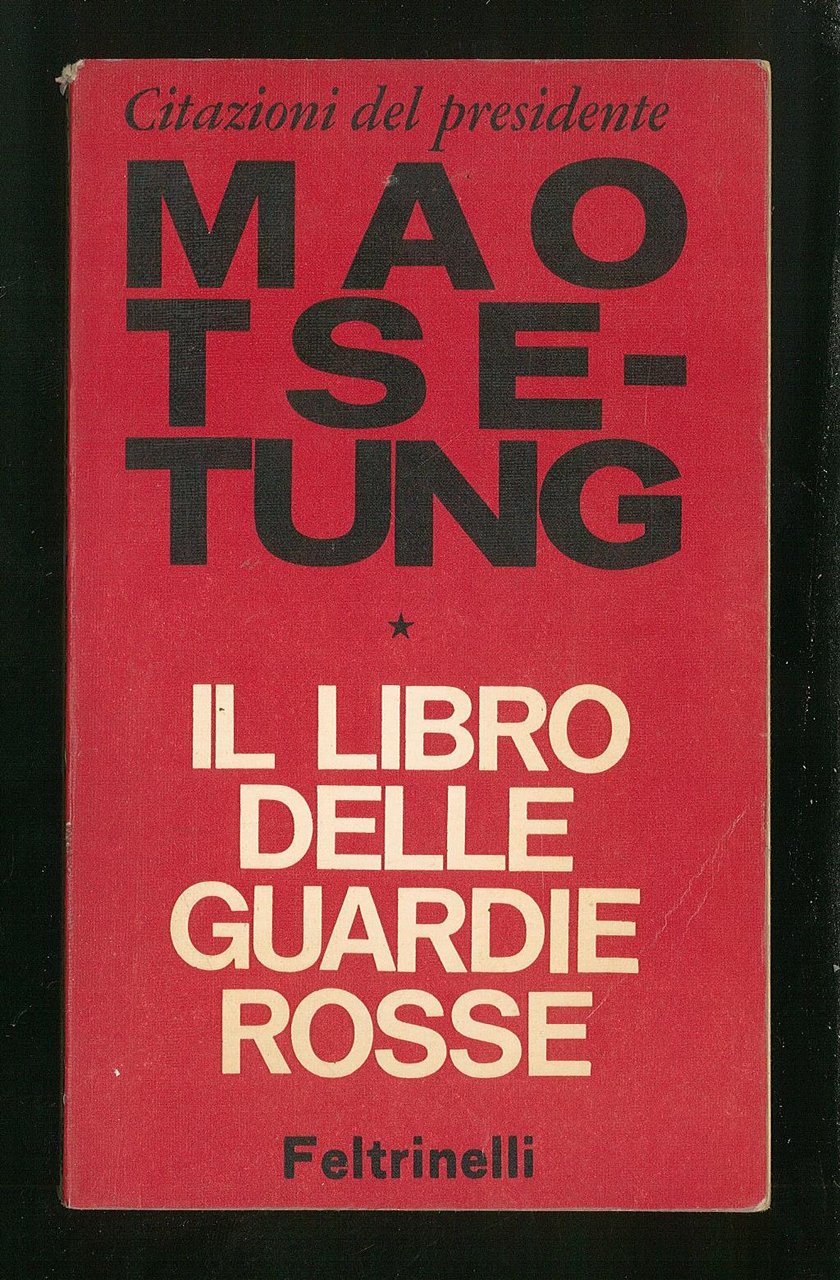 Citazioni del presidente
MAO
TSE-
TUNG
IL LIBRO
DELLE
GUARDIE
ROSSE
Feltrinelli